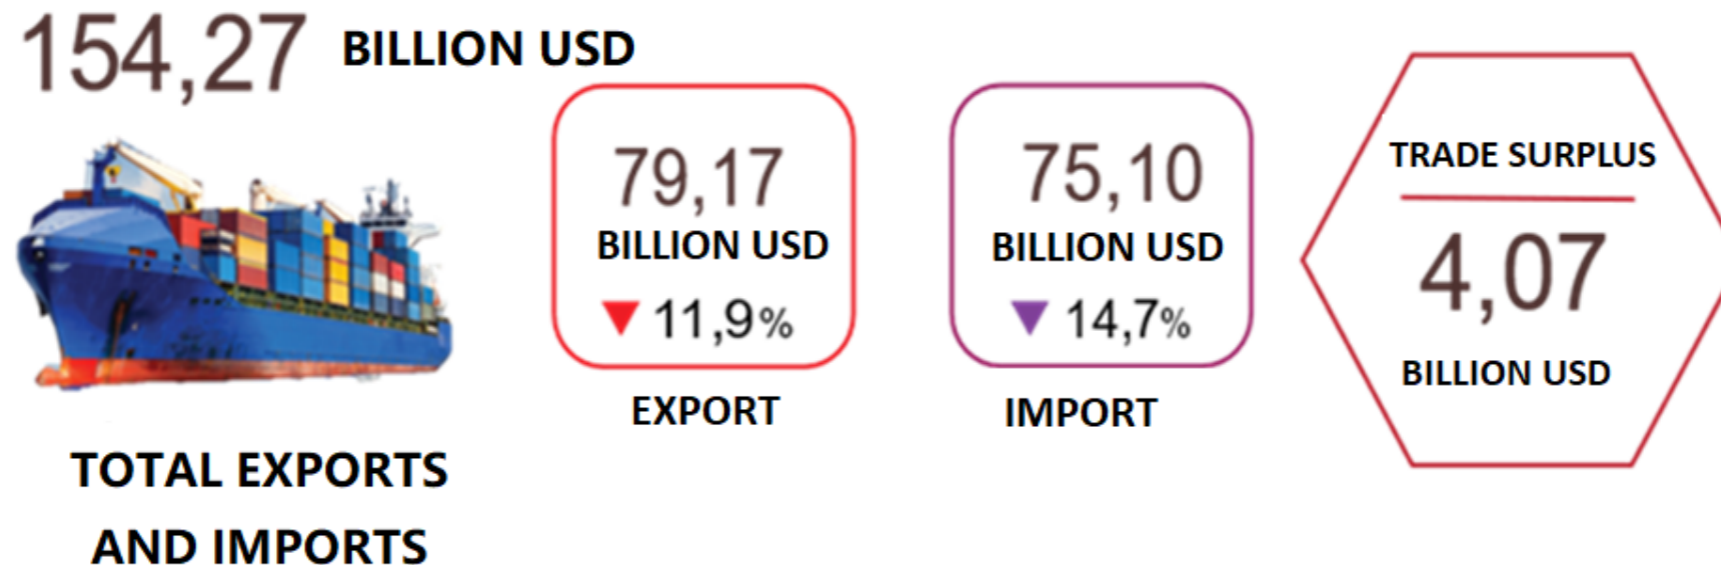 154,27 BILLION USD
TOTAL EXPORTS
AND IMPORTS
79,17
BILLION USD
▼ 11,9%
EXPORT
75,10
BILLION USD
▼ 14,7%
IMPORT
TRADE SURPLUS
4,07
BILLION USD